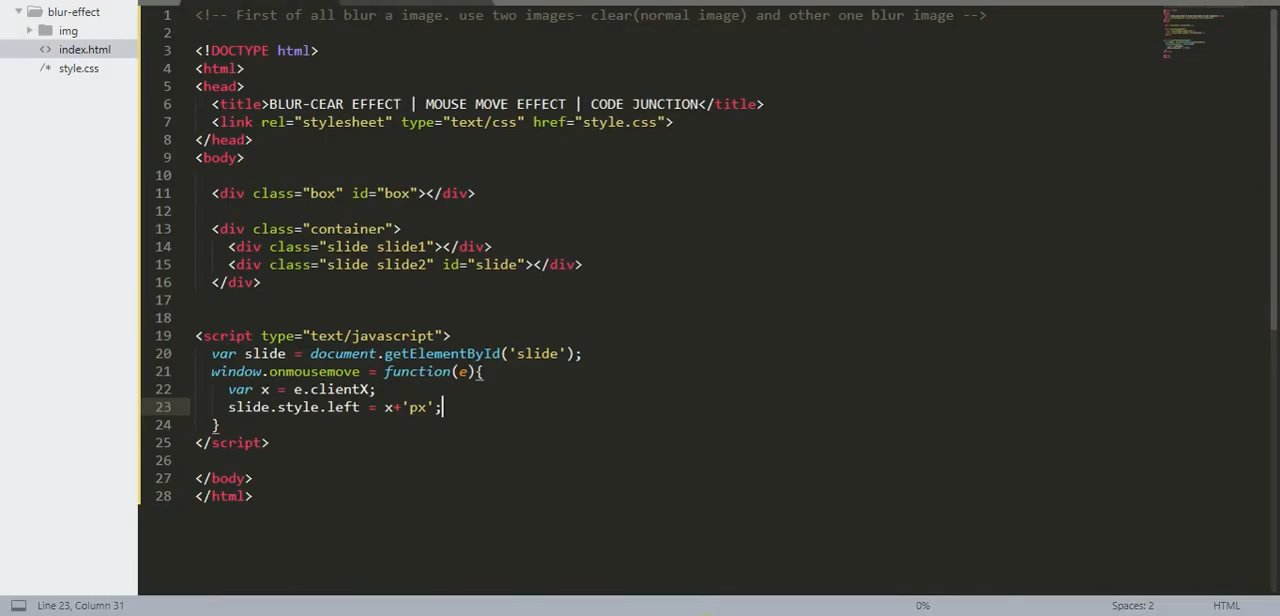 blur-effect
img
<> index.html
/* style.css
1 <!-- First of all blur a image. use two images- clear(normal image) and other one blur image -->
2
3 <!DOCTYPE html>
4 <html>
5 <head>
6 <title>BLUR-CEAR EFFECT | MOUSE MOVE EFFECT | CODE JUNCTION</title>
7 <link rel="stylesheet" type="text/css" href="style.css">
8 </head>
9 <body>
10
11 <div class="box" id="box"></div>
12
13 <div class="container">
14 <div class="slide slide1"></div>
15 <div class="slide slide2" id="slide"></div>
16 </div>
17
18
19 <script type="text/javascript">
20 var slide = document.getElementById('slide');
21 window.onmousemove = function(e){
22 var x = e.clientX;
23 slide.style.left = x+'px';
24 }
25 </script>
26
27 </body>
28 </html>
Line 23, Column 31 0% Spaces: 2 HTML